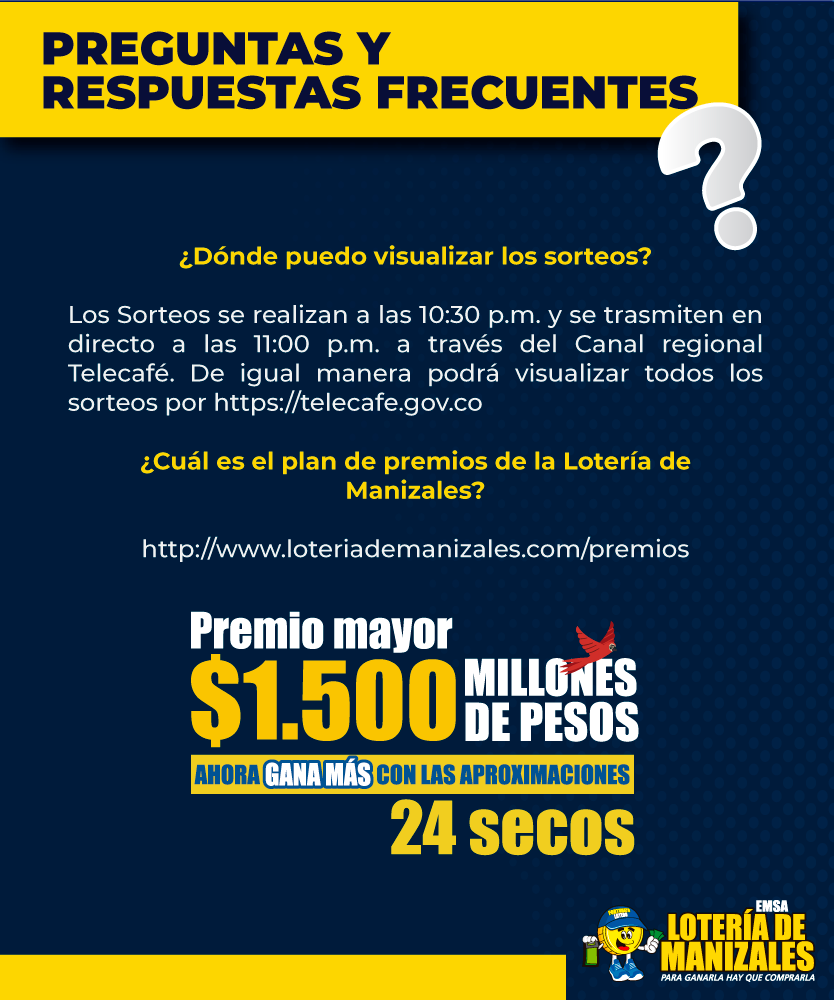 PREGUNTAS Y
RESPUESTAS FRECUENTES
?
¿Dónde puedo visualizar los sorteos?
Los Sorteos se realizan a las 10:30 p.m. y se trasmiten en
directo a las 11:00 p.m. a través del Canal regional
Telecafé. De igual manera podrá visualizar todos los
sorteos por https://telecafe.gov.co
¿Cuál es el plan de premios de la Lotería de
Manizales?
http://www.loteriademanizales.com/premios
Premio mayor
$1.500 MILLONES
DE PESOS
AHORA GANA MÁS CON LAS APROXIMACIONES
24 secos
EMSA
LOTERÍA DE
MANIZALES
PARA GANARLA HAY QUE COMPRARLA